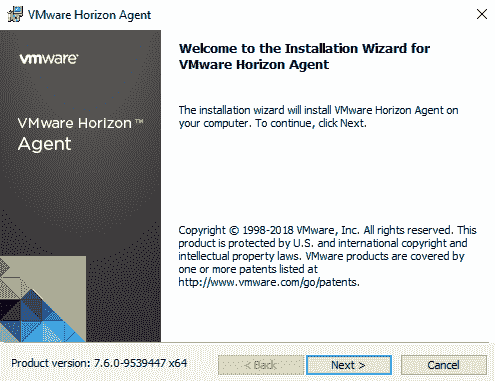 VMware Horizon Agent
vmware®
VMware Horizon ™
Agent
Welcome to the Installation Wizard for
VMware Horizon Agent
The installation wizard will install VMware Horizon Agent on
your computer. To continue, click Next.
Copyright © 1998-2018 VMware, Inc. All rights reserved. This
product is protected by U.S. and international copyright and
intellectual property laws. VMware products are covered by
one or more patents listed at
http://www.vmware.com/go/patents.
Product version: 7.6.0-9539447 x64
< Back
Next >
Cancel